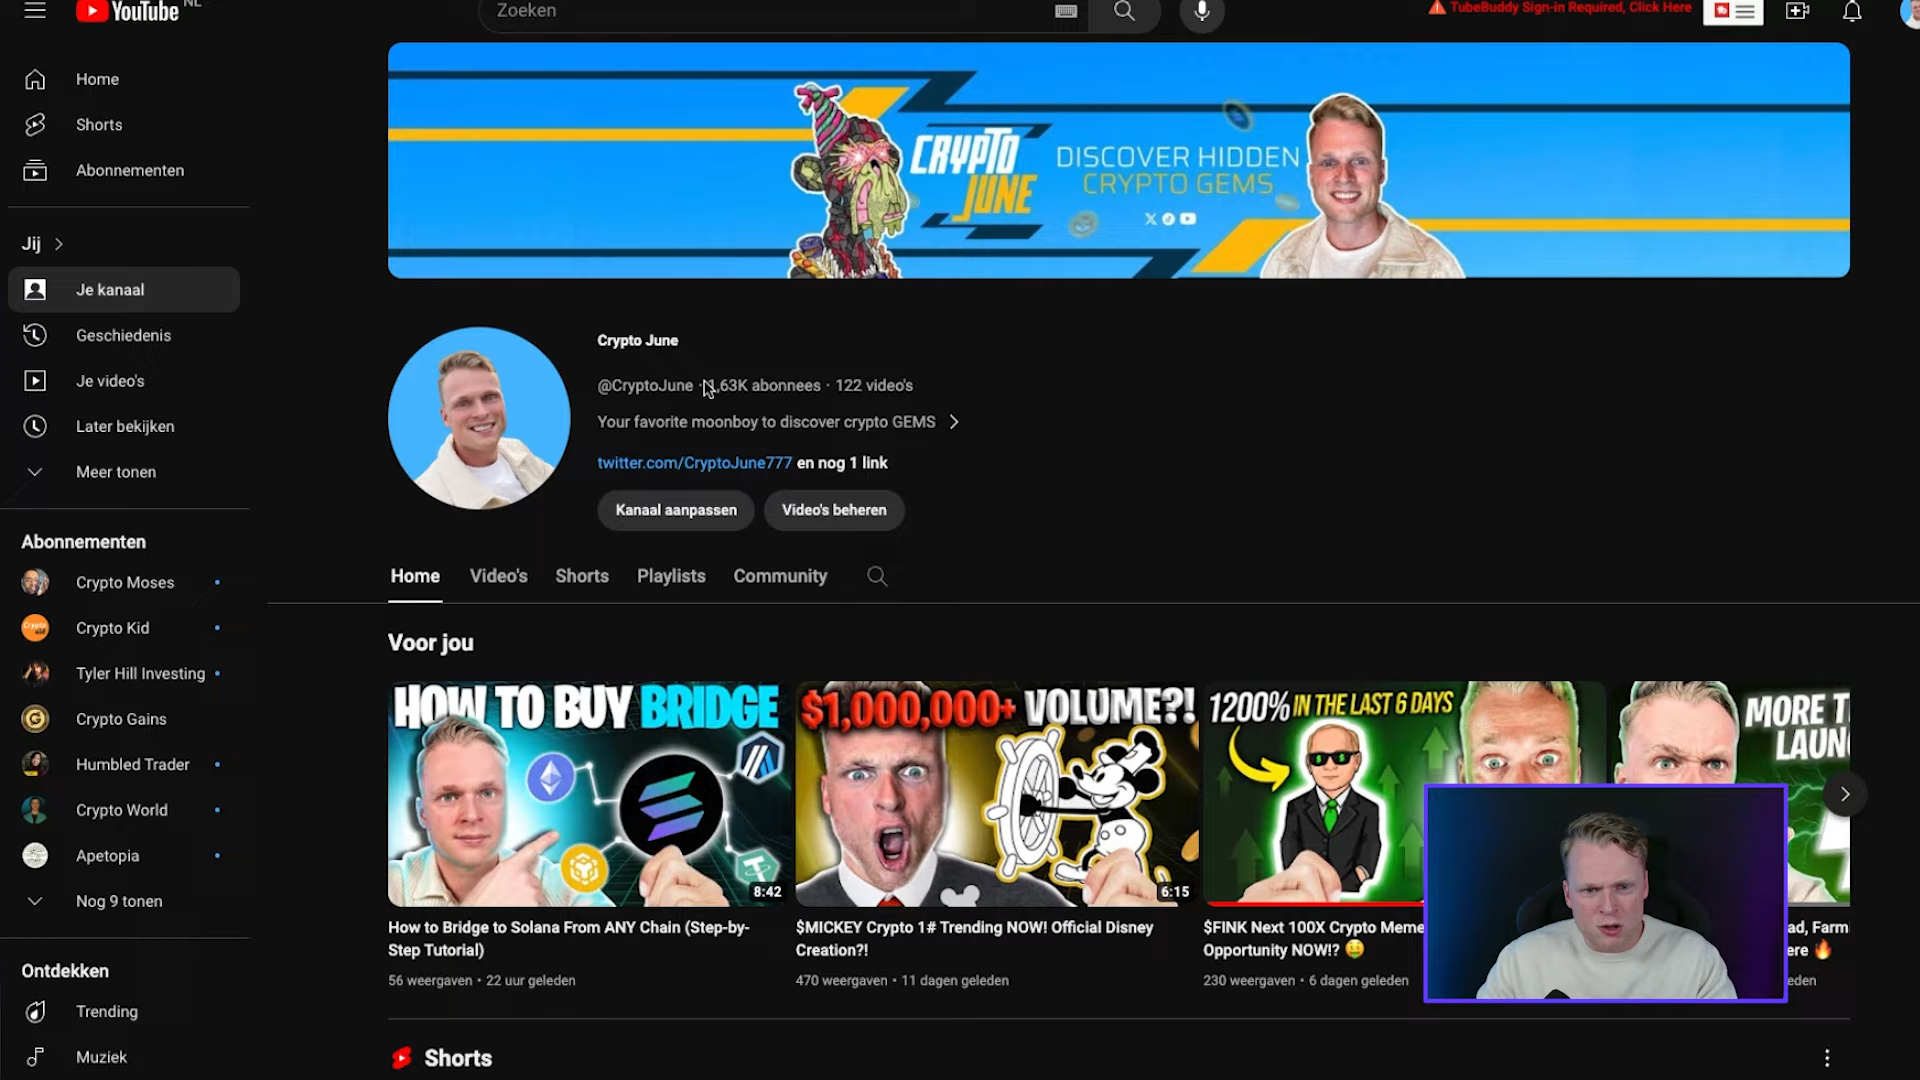 YouTube NL
Zoeken
TubeBuddy Sign-in Required, Click Here
Home
Shorts
Abonnementen
Jij
Je kanaal
Geschiedenis
Je video's
Later bekijken
Meer tonen
Abonnementen
Crypto Moses
Crypto Kid
Tyler Hill Investing
Crypto Gains
Humbled Trader
Crypto World
Apetopia
Nog 9 tonen
Ontdekken
Trending
Muziek
CRYPTO
JUNE
DISCOVER HIDDEN
CRYPTO GEMS
Crypto June
@CryptoJune · 1,63K abonnees · 122 video's
Your favorite moonboy to discover crypto GEMS
twitter.com/CryptoJune777 en nog 1 link
Kanaal aanpassen
Video's beheren
Home
Video's
Shorts
Playlists
Community
Voor jou
HOW TO BUY BRIDGE
8:42
How to Bridge to Solana From ANY Chain (Step-by-
Step Tutorial)
56 weergaven · 22 uur geleden
$1,000,000+ VOLUME?!
6:15
$MICKEY Crypto 1# Trending NOW! Official Disney
Creation?!
470 weergaven · 11 dagen geleden
1200% IN THE LAST 6 DAYS
$FINK Next 100X Crypto Meme
Opportunity NOW!? 🤑
230 weergaven · 6 dagen geleden
MORE T
LAUN
ad, Farmi
ere 🔥
eden
Shorts